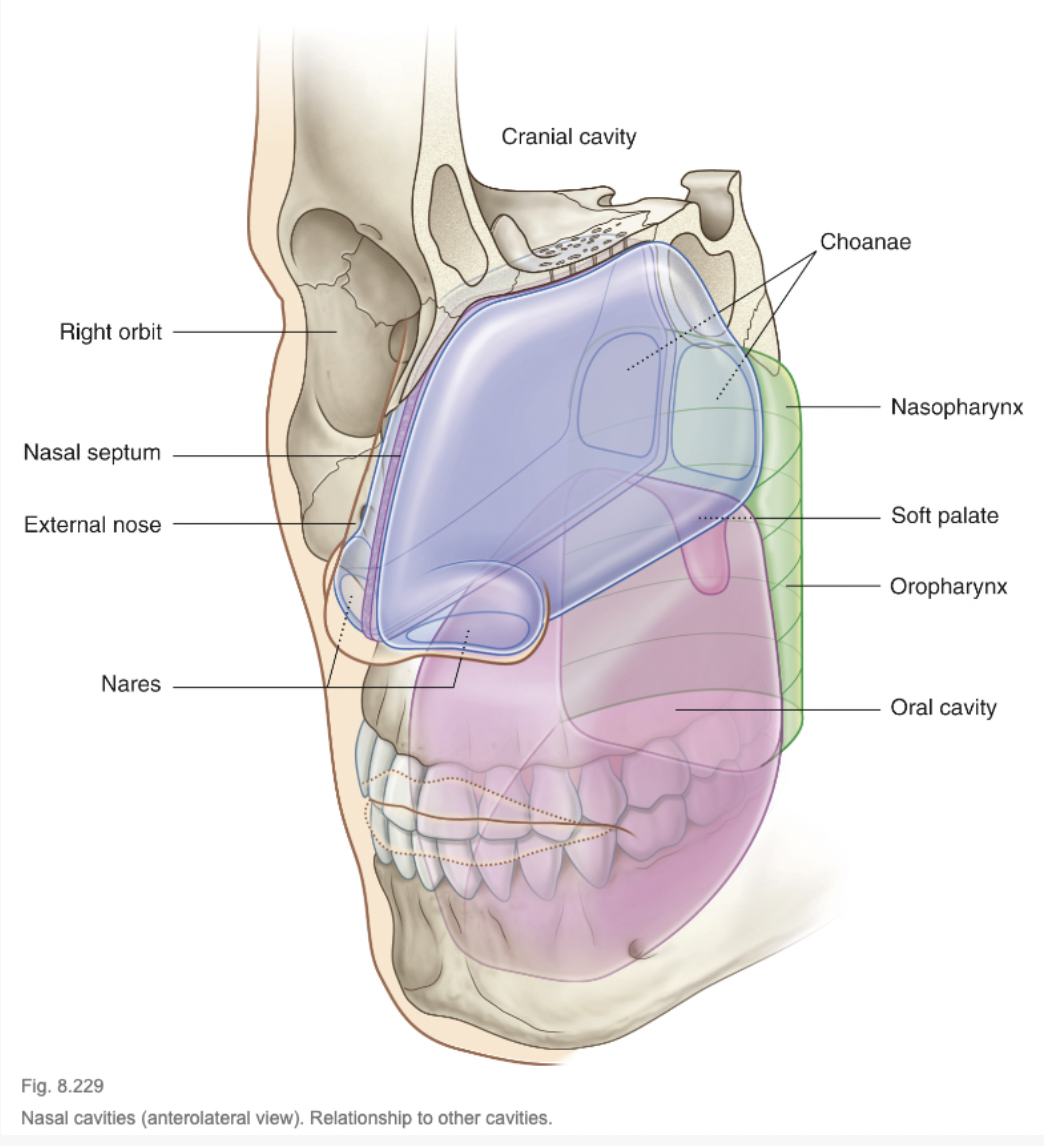 Cranial cavity
Choanae
Right orbit
Nasopharynx
Nasal septum
Soft palate
External nose
Oropharynx
Nares
Oral cavity
Fig. 8.229
Nasal cavities (anterolateral view). Relationship to other cavities.